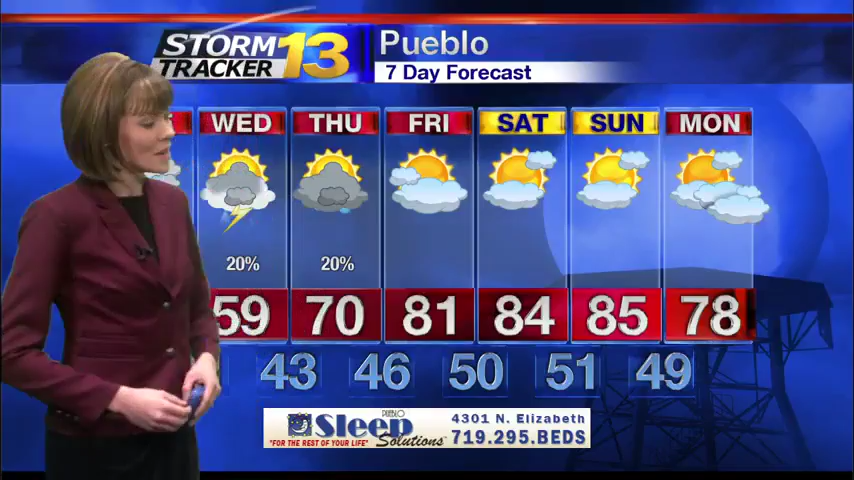 STORM
TRACKER
13
Pueblo
7 Day Forecast
WED THU FRI SAT SUN MON
20% 20%
59 70 81 84 85 78
43 46 50 51 49
PUEBLO
Sleep
Solutions
"FOR THE REST OF YOUR LIFE"
4301 N. Elizabeth
719.295.BEDS